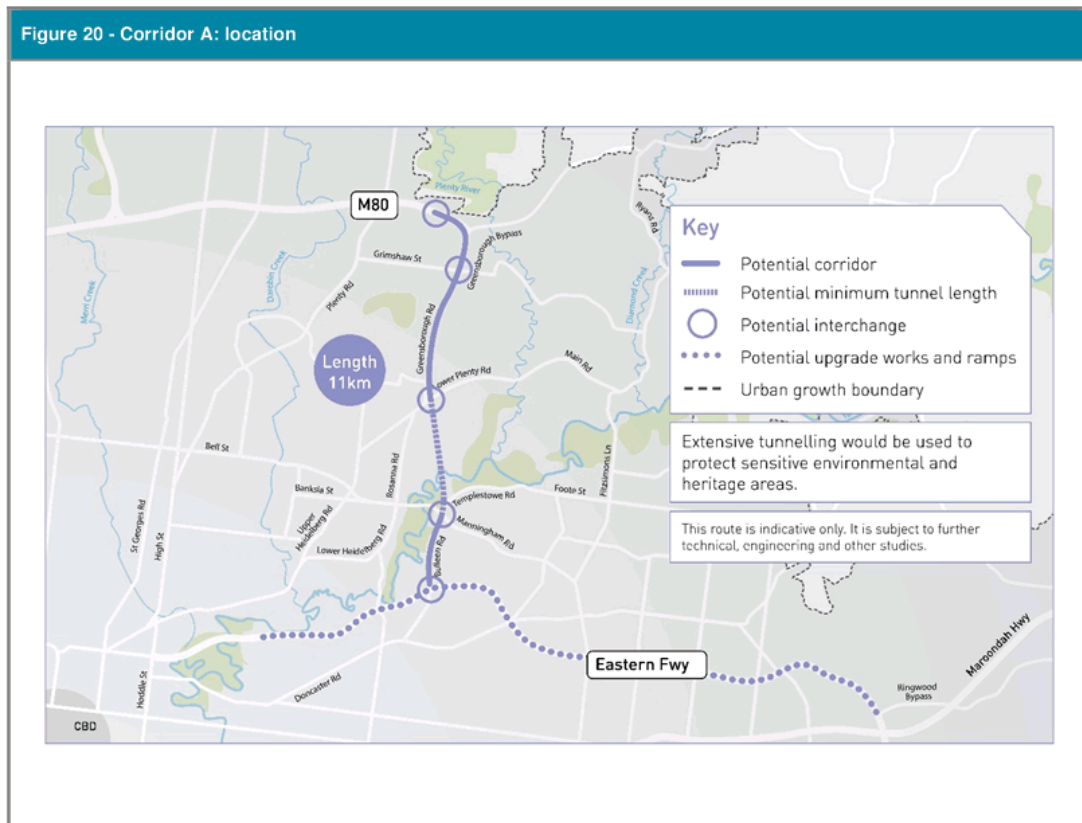 Figure 20 - Corridor A: location
Plenty River
M80
Ryans Rd
Greensborough Bypass
Grimshaw St
Plenty Rd
Merri Creek
Darebin Creek
Diamond Creek
Greensborough Rd
Length
11km
Main Rd
Lower Plenty Rd
Bell St
Rosanna Rd
Fitzsimons Ln
Banksia St
Foote St
Templestowe Rd
St Georges Rd
High St
Upper
Heidelberg Rd
Manningham Rd
Lower Heidelberg Rd
Bulleen Rd
Eastern Fwy
Maroondah Hwy
Ringwood
Bypass
Hoddle St
Doncaster Rd
CBD
Key
Potential corridor
Potential minimum tunnel length
Potential interchange
Potential upgrade works and ramps
Urban growth boundary
Extensive tunnelling would be used to
protect sensitive environmental and
heritage areas.
This route is indicative only. It is subject to further
technical, engineering and other studies.